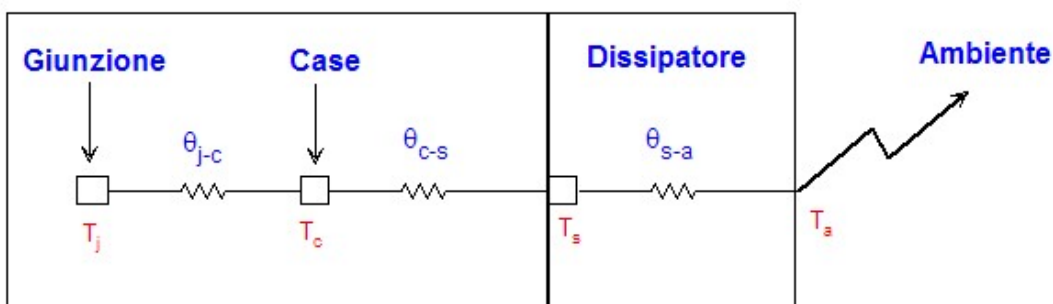 Giunzione
Case
Dissipatore
Ambiente
θj-c
θc-s
θs-a
Tj
Tc
Ts
Ta